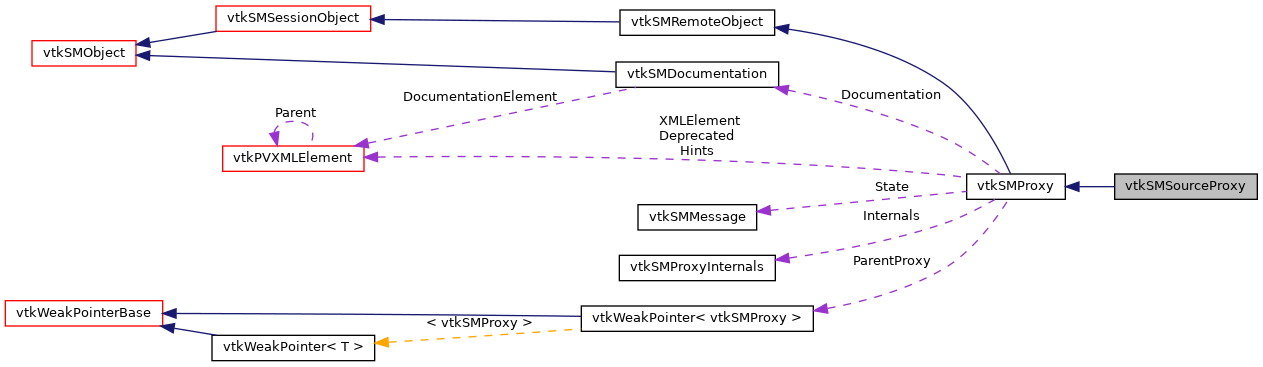 vtkSMSessionObject
vtkSMRemoteObject
vtkSMObject
vtkSMDocumentation
DocumentationElement
Documentation
Parent
XMLElement
Deprecated
Hints
vtkPVXMLElement
vtkSMProxy
vtkSMSourceProxy
State
vtkSMMessage
Internals
vtkSMProxyInternals
ParentProxy
vtkWeakPointerBase
vtkWeakPointer< vtkSMProxy >
< vtkSMProxy >
vtkWeakPointer< T >